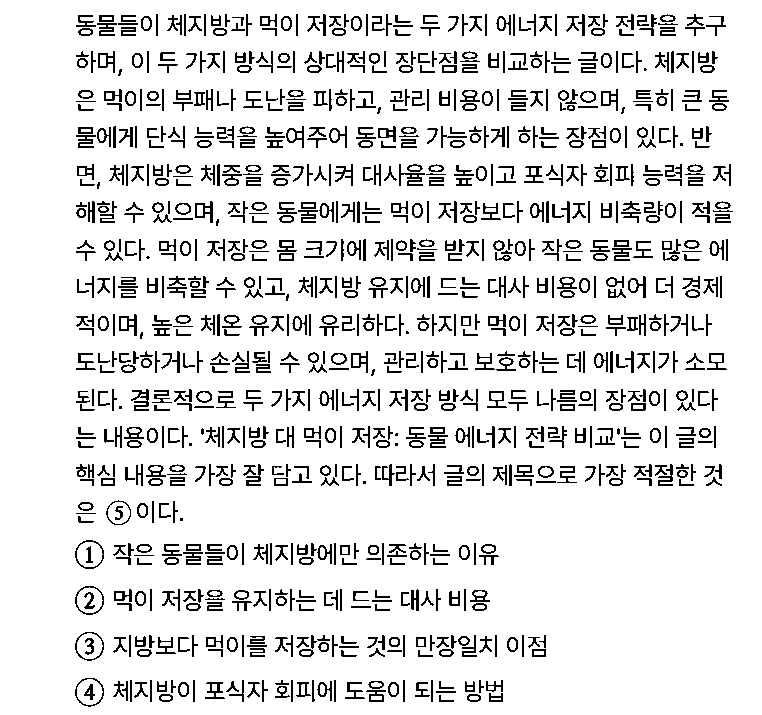 동물들이 체지방과 먹이 저장이라는 두 가지 에너지 저장 전략을 추구
하며, 이 두 가지 방식의 상대적인 장단점을 비교하는 글이다. 체지방
은 먹이의 부패나 도난을 피하고, 관리 비용이 들지 않으며, 특히 큰 동
물에게 단식 능력을 높여주어 동면을 가능하게 하는 장점이 있다. 반
면, 체지방은 체중을 증가시켜 대사율을 높이고 포식자 회피 능력을 저
해할 수 있으며, 작은 동물에게는 먹이 저장보다 에너지 비축량이 적을
수 있다. 먹이 저장은 몸 크기에 제약을 받지 않아 작은 동물도 많은 에
너지를 비축할 수 있고, 체지방 유지에 드는 대사 비용이 없어 더 경제
적이며, 높은 체온 유지에 유리하다. 하지만 먹이 저장은 부패하거나
도난당하거나 손실될 수 있으며, 관리하고 보호하는 데 에너지가 소모
된다. 결론적으로 두 가지 에너지 저장 방식 모두 나름의 장점이 있다
는 내용이다. '체지방 대 먹이 저장: 동물 에너지 전략 비교'는 이 글의
핵심 내용을 가장 잘 담고 있다. 따라서 글의 제목으로 가장 적절한 것
은 ⑤이다.
① 작은 동물들이 체지방에만 의존하는 이유
② 먹이 저장을 유지하는 데 드는 대사 비용
③ 지방보다 먹이를 저장하는 것의 만장일치 이점
④ 체지방이 포식자 회피에 도움이 되는 방법